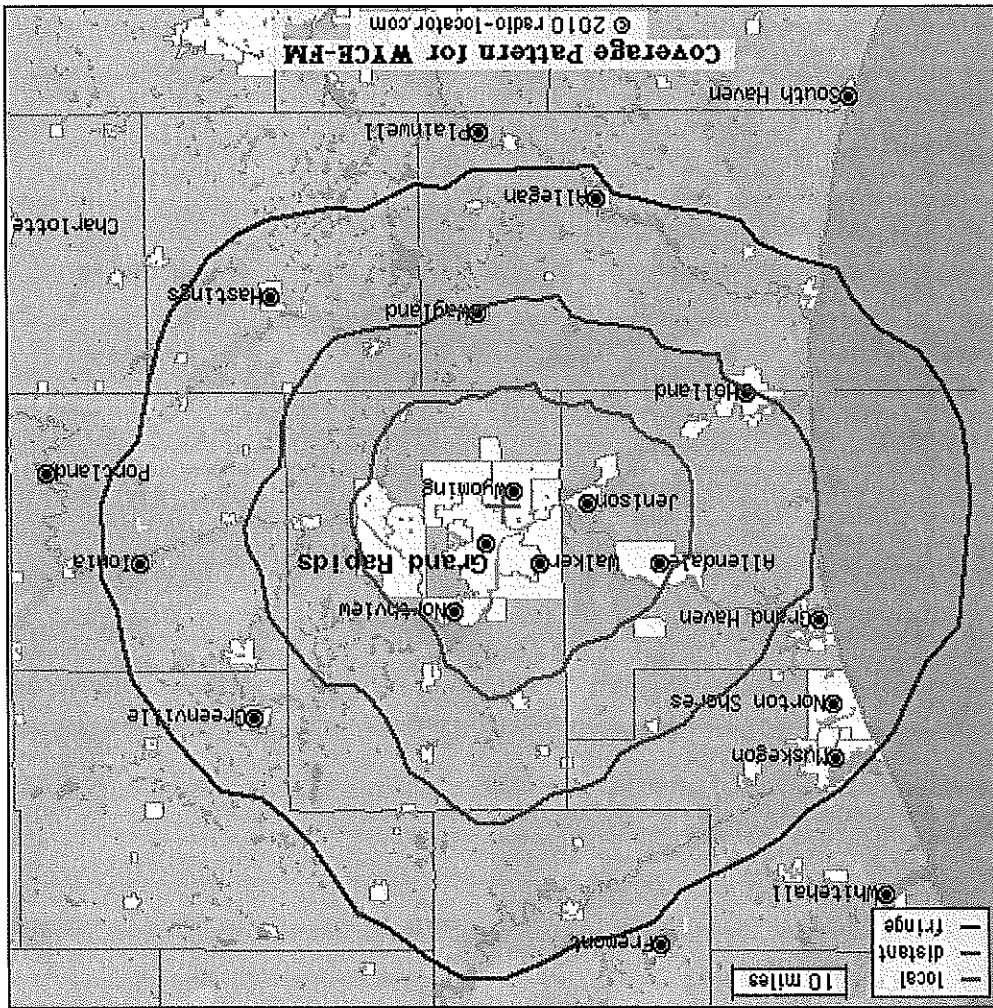 local
distant
fringe
10 miles
Fremont
Whitehall
Muskegon
Greenville
Norton Shores
Grand Haven
Northview
Allendale
Walker
Grand Rapids
Ionia
Jenison
Wyoming
Portland
Holland
Wayland
Hastings
Charlotte
Allegan
Plainwell
South Haven
Coverage Pattern for WYCE-FM
© 2010 radio-locator.com